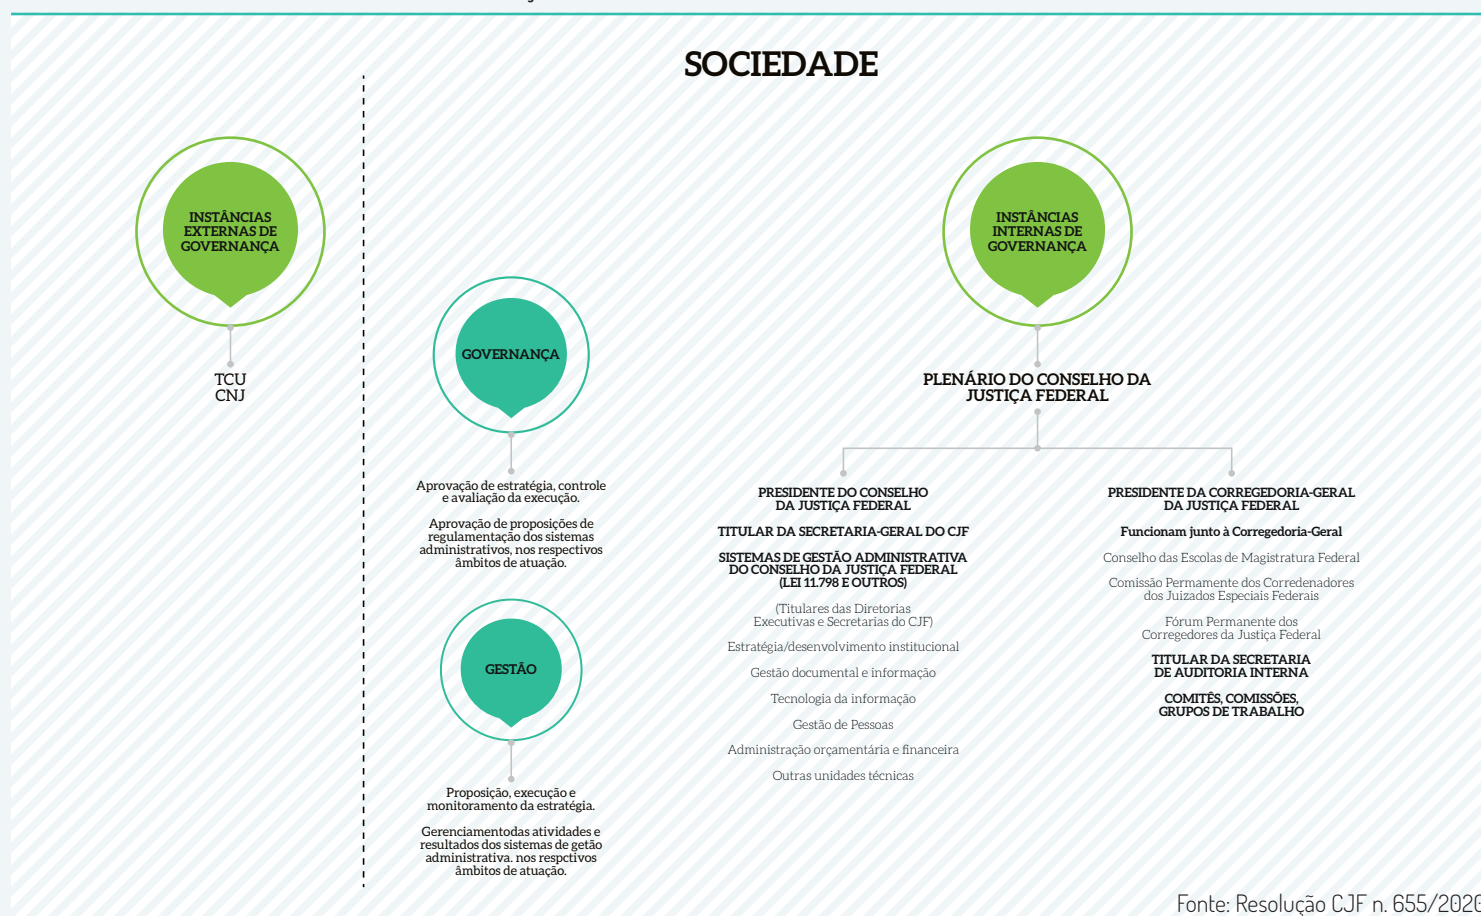 SOCIEDADE
INSTÂNCIAS
EXTERNAS DE
GOVERNANÇA
TCU
CNJ
GOVERNANÇA
Aprovação de estratégia, controle
e avaliação da execução.
Aprovação de proposições de
regulamentação dos sistemas
administrativos, nos respectivos
âmbitos de atuação.
GESTÃO
Proposição, execução e
monitoramento da estratégia.
Gerenciamentodas atividades e
resultados dos sistemas de getão
administrativa. nos respctivos
âmbitos de atuação.
INSTÂNCIAS
INTERNAS DE
GOVERNANÇA
PLENÁRIO DO CONSELHO DA
JUSTIÇA FEDERAL
PRESIDENTE DO CONSELHO
DA JUSTIÇA FEDERAL
TITULAR DA SECRETARIA-GERAL DO CJF
SISTEMAS DE GESTÃO ADMINISTRATIVA
DO CONSELHO DA JUSTIÇA FEDERAL
(LEI 11.798 E OUTROS)
(Titulares das Diretorias
Executivas e Secretarias do CJF)
Estratégia/desenvolvimento institucional
Gestão documental e informação
Tecnologia da informação
Gestão de Pessoas
Administração orçamentária e financeira
Outras unidades técnicas
PRESIDENTE DA CORREGEDORIA-GERAL
DA JUSTIÇA FEDERAL
Funcionam junto à Corregedoria-Geral
Conselho das Escolas de Magistratura Federal
Comissão Permamente dos Corredenadores
dos Juizados Especiais Federais
Fórum Permanente dos
Corregedores da Justiça Federal
TITULAR DA SECRETARIA
DE AUDITORIA INTERNA
COMITÊS, COMISSÕES,
GRUPOS DE TRABALHO
Fonte: Resolução CJF n. 655/2020